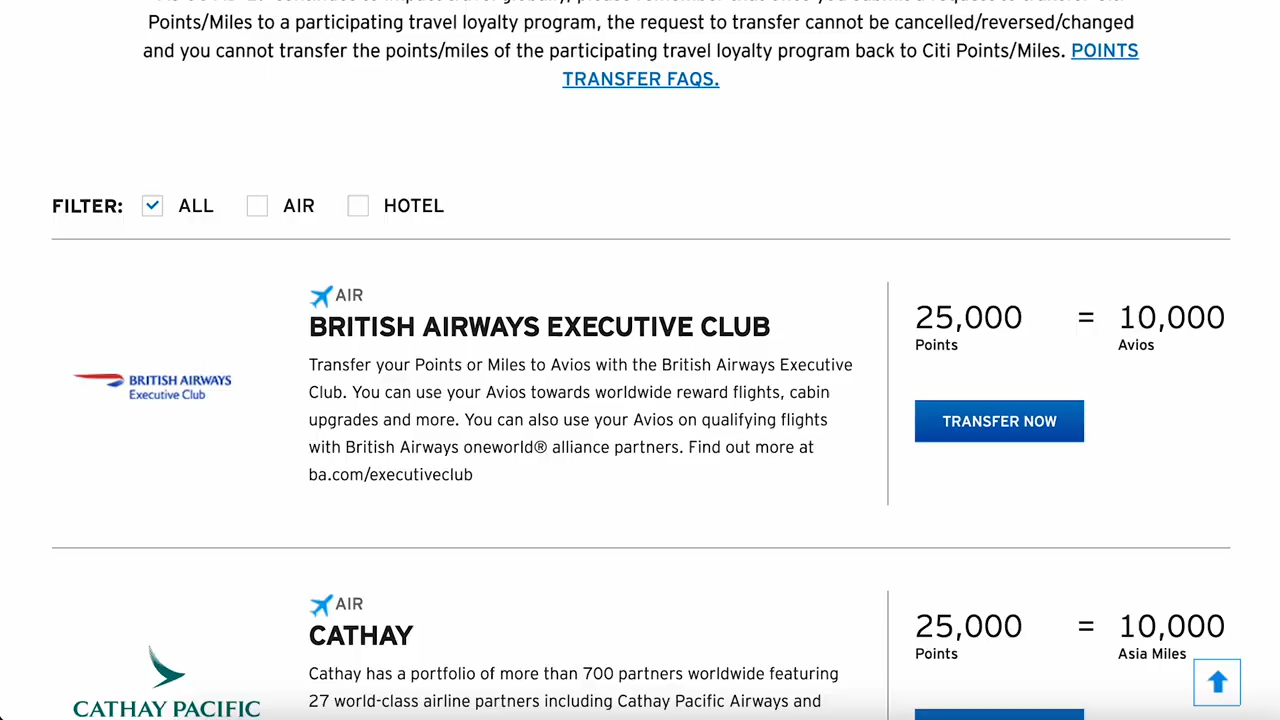 Points/Miles to a participating travel loyalty program, the request to transfer cannot be cancelled/reversed/changed
and you cannot transfer the points/miles of the participating travel loyalty program back to Citi Points/Miles. POINTS
TRANSFER FAQS.
FILTER: ALL AIR HOTEL
AIR
BRITISH AIRWAYS EXECUTIVE CLUB
Transfer your Points or Miles to Avios with the British Airways Executive
Club. You can use your Avios towards worldwide reward flights, cabin
upgrades and more. You can also use your Avios on qualifying flights
with British Airways oneworld® alliance partners. Find out more at
ba.com/executiveclub
BRITISH AIRWAYS
Executive Club
25,000 = 10,000
Points Avios
TRANSFER NOW
AIR
CATHAY
Cathay has a portfolio of more than 700 partners worldwide featuring
27 world-class airline partners including Cathay Pacific Airways and
CATHAY PACIFIC
25,000 = 10,000
Points Asia Miles